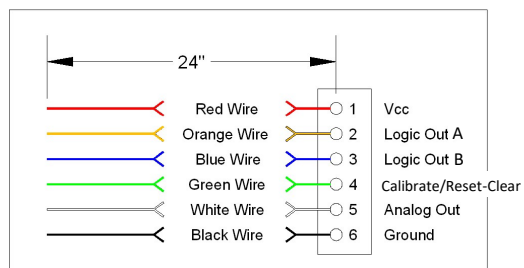 24"
Red Wire 1 Vcc
Orange Wire 2 Logic Out A
Blue Wire 3 Logic Out B
Green Wire 4 Calibrate/Reset-Clear
White Wire 5 Analog Out
Black Wire 6 Ground